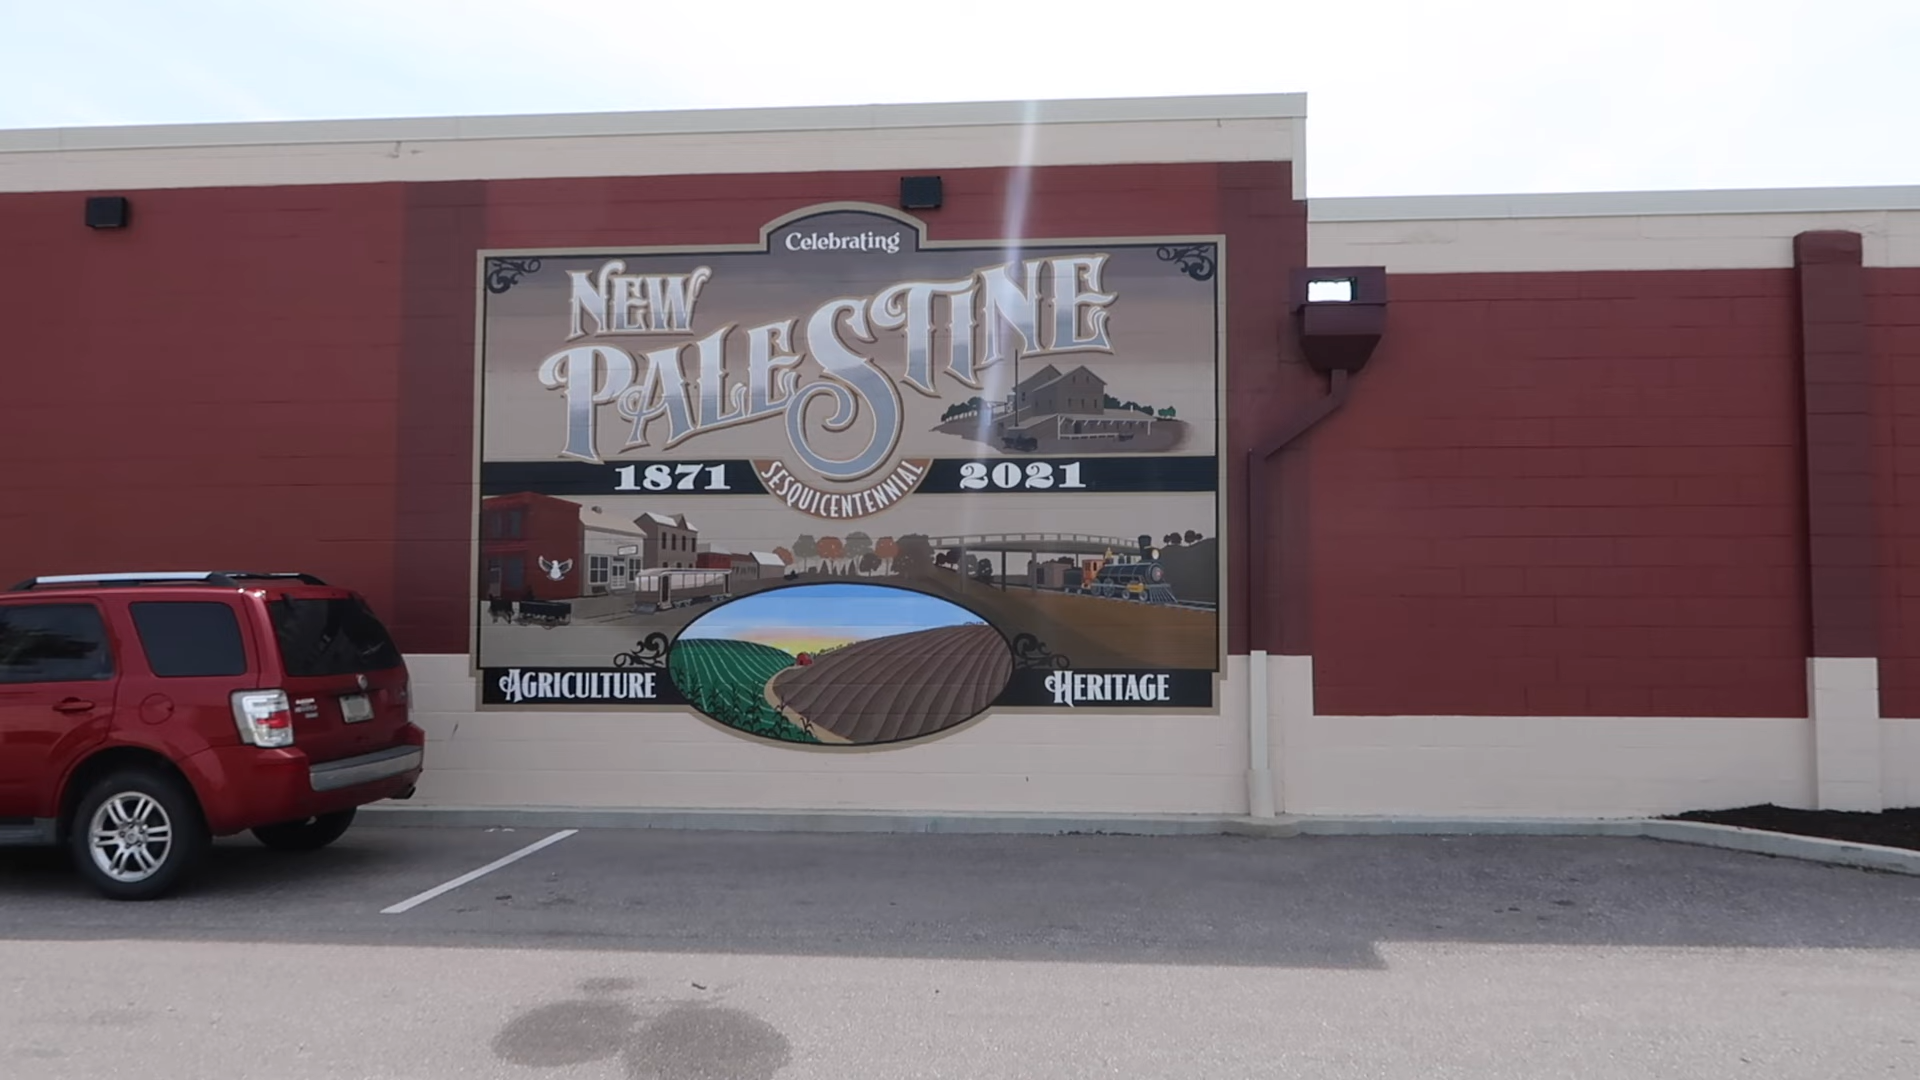 Celebrating
NEW
PALESTINE
1871
2021
SESQUICENTENNIAL
AGRICULTURE
HERITAGE